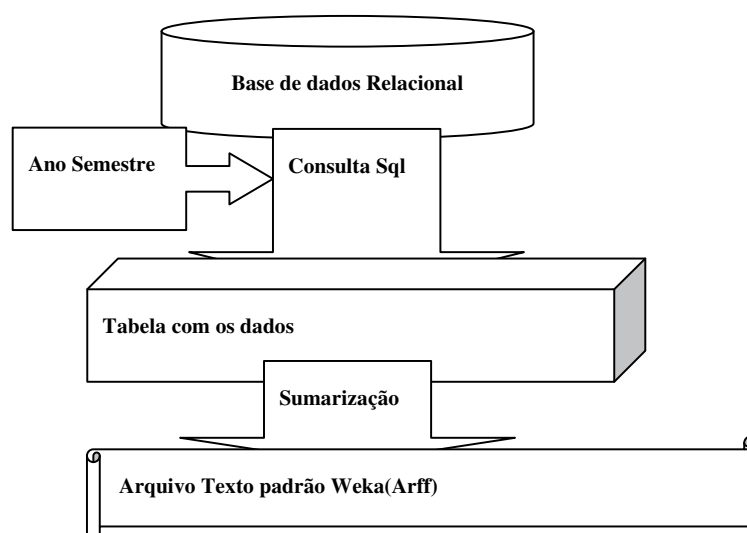 Base de dados Relacional
Ano Semestre
Consulta Sql
Tabela com os dados
Sumarização
Arquivo Texto padrão Weka(Arff)